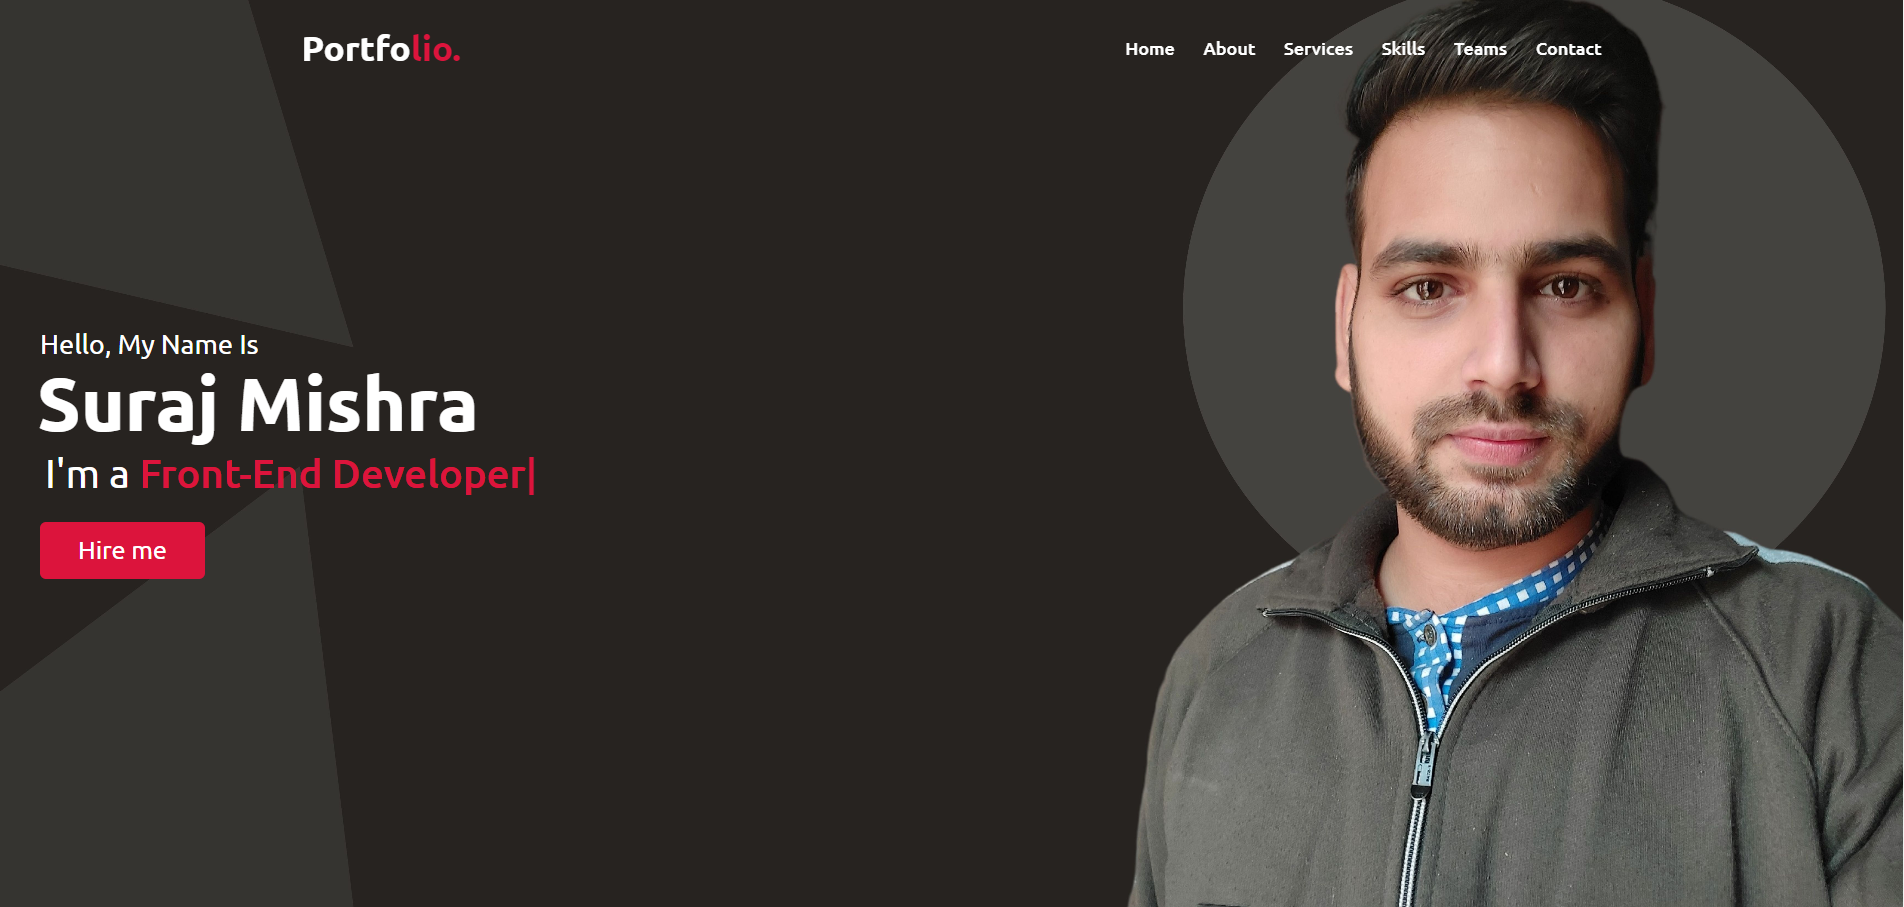 Portfolio.
Home About Services Skills Teams Contact
Hello, My Name Is
Suraj Mishra
I'm a Front-End Developer|
Hire me